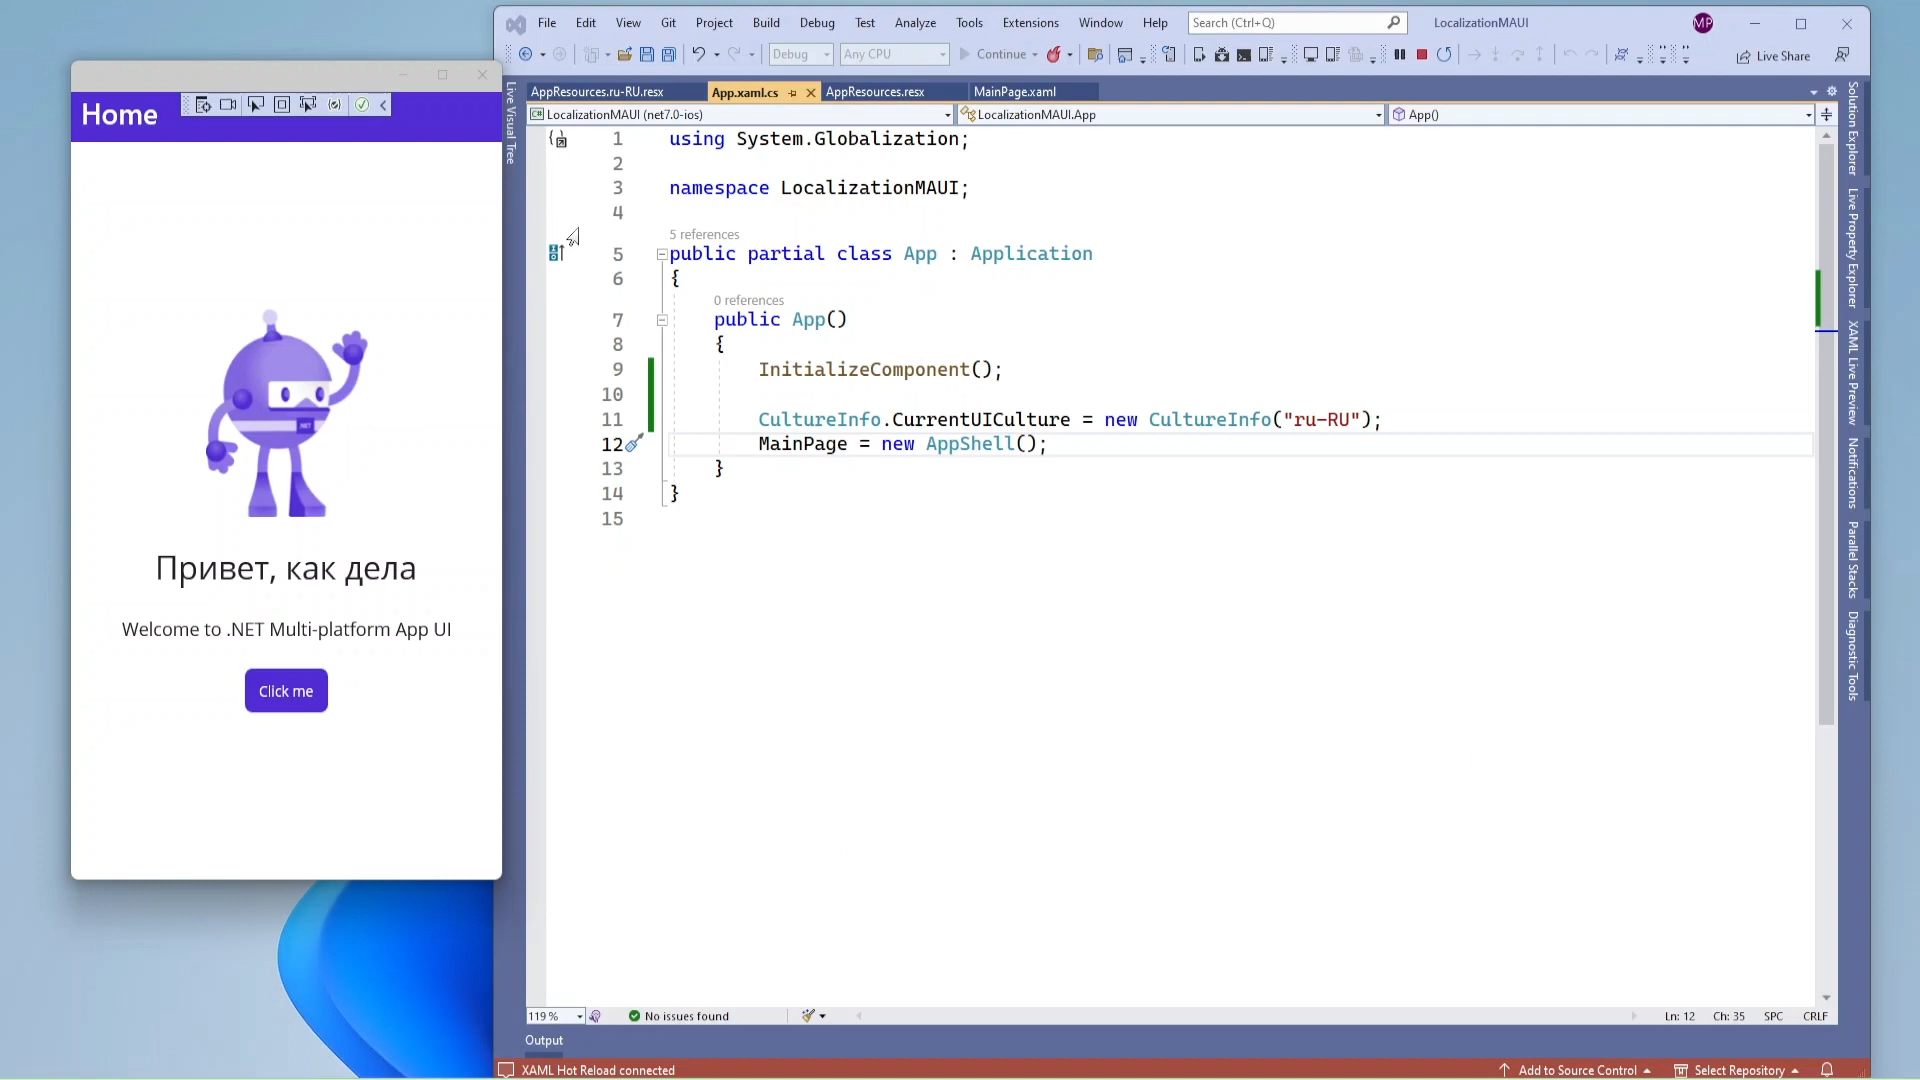 File Edit View Git Project Build Debug Test Analyze Tools Extensions Window Help Search (Ctrl+Q) LocalizationMAUI MP
Debug Any CPU Continue Live Share
Home
Привет, как дела
Welcome to .NET Multi-platform App UI
Click me
Live Visual Tree
AppResources.ru-RU.resx App.xaml.cs AppResources.resx MainPage.xaml
LocalizationMAUI (net7.0-ios) LocalizationMAUI.App App()
1 using System.Globalization;
2
3 namespace LocalizationMAUI;
4
5 references
5 public partial class App : Application
6 {
0 references
7 public App()
8 {
9 InitializeComponent();
10
11 CultureInfo.CurrentUICulture = new CultureInfo("ru-RU");
12 MainPage = new AppShell();
13 }
14 }
15
Solution Explorer
Live Property Explorer
XAML Live Preview
Notifications
Parallel Stacks
Diagnostic Tools
119 % No issues found Ln: 12 Ch: 35 SPC CRLF
Output
XAML Hot Reload connected Add to Source Control Select Repository